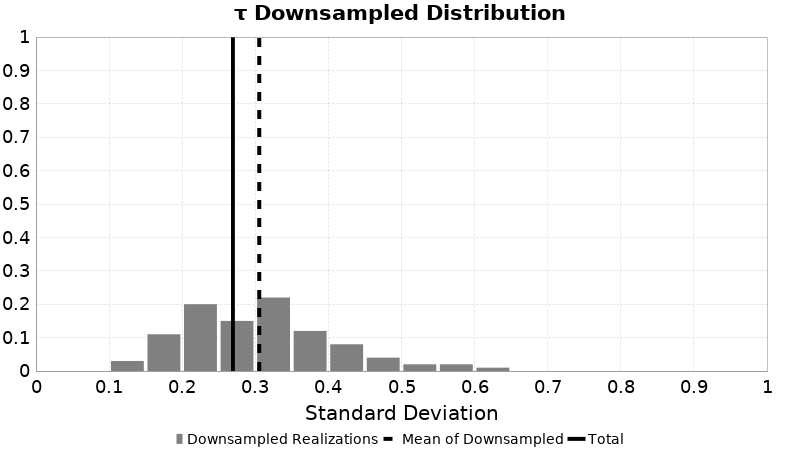 τ Downsampled Distribution
1
0.9
0.8
0.7
0.6
0.5
0.4
0.3
0.2
0.1
0
0 0.1 0.2 0.3 0.4 0.5 0.6 0.7 0.8 0.9 1
Standard Deviation
Downsampled Realizations Mean of Downsampled Total